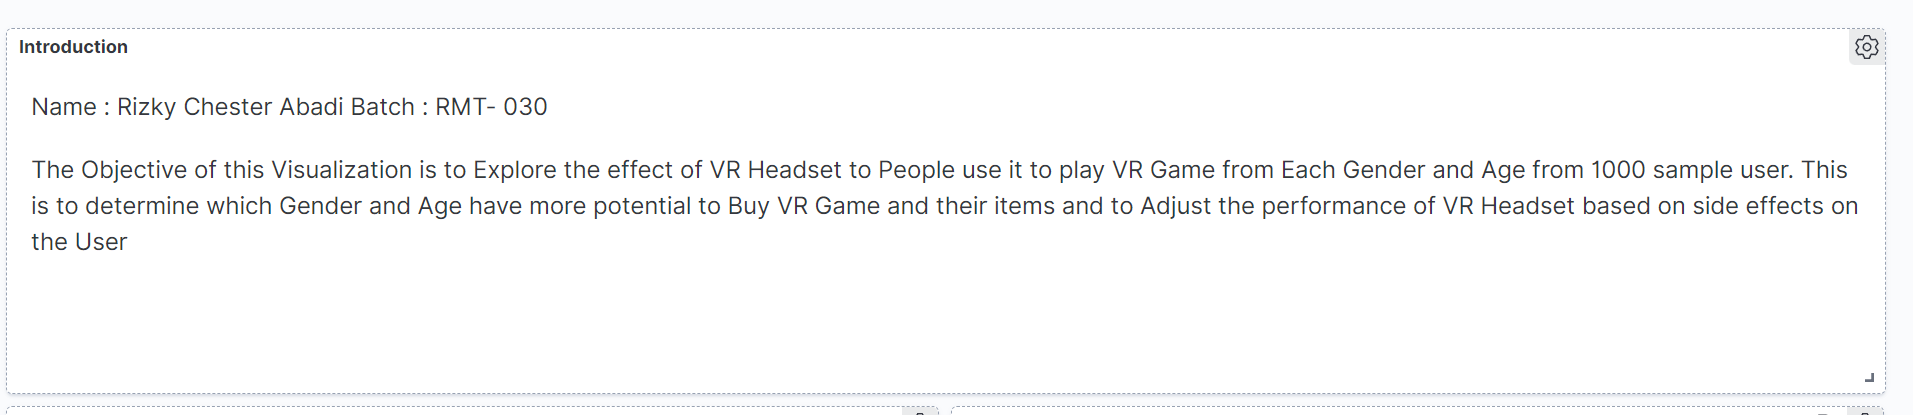 Introduction
Name : Rizky Chester Abadi Batch : RMT- 030
The Objective of this Visualization is to Explore the effect of VR Headset to People use it to play VR Game from Each Gender and Age from 1000 sample user. This
is to determine which Gender and Age have more potential to Buy VR Game and their items and to Adjust the performance of VR Headset based on side effects on
the User